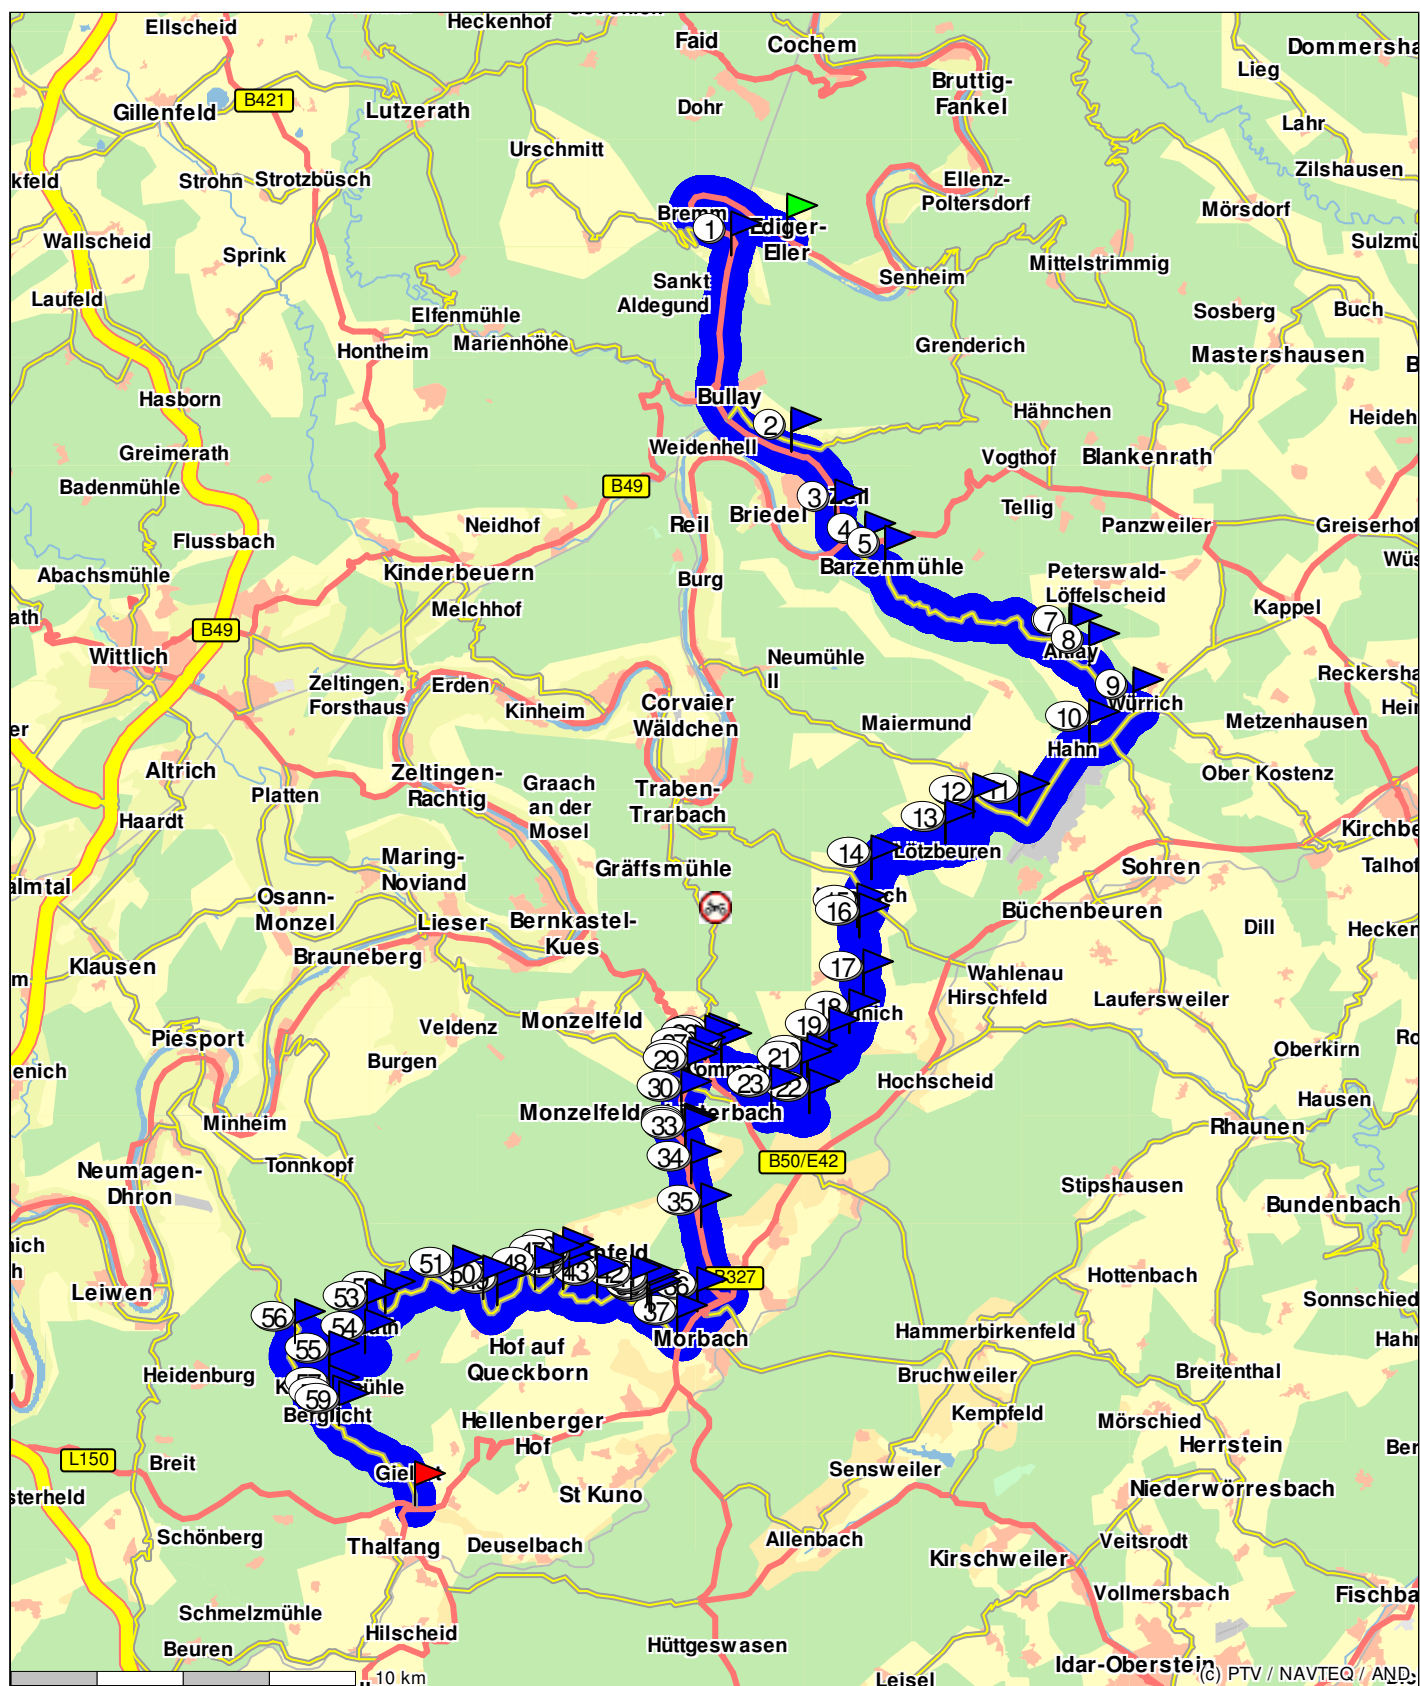 Ellscheid
Heckenhof
Faid
Cochem
Dommersha
Lieg
B421
Gillenfeld
Lutzerath
Dohr
Bruttig-
Fankel
Lahr
Urschmitt
Zilshausen
kfeld
Strohn
Strotzbüsch
Ellenz-
Poltersdorf
Mörsdorf
Bremm
1
Ediger-
Eller
Wallscheid
Sprink
Senheim
Mittelstrimmig
Sulzmü
Sankt
Aldegund
Laufeld
Elfenmühle
Sosberg
Buch
Hontheim
Marienhöhe
Grenderich
Mastershausen
Hasborn
Bullay
2
Hähnchen
Heideh
Greimerath
Weidenhell
Vogthof
Blankenrath
Badenmühle
B49
3
Zell
Tellig
Neidhof
Reil
Briedel
4
5
Panzweiler
Greiserhof
Flussbach
Wüs
Abachsmühle
Kinderbeuern
Burg
Barzenmühle
Peterswald-
Löffelscheid
Melchhof
Kappel
ath
B49
7
8
Altlay
Wittlich
Neumühle
II
Reckersha
Zeltingen,
Forsthaus
Erden
Kinheim
Corvaier
Wäldchen
9
Würrich
Hei
er
10
Maiermund
Metzenhausen
Hahn
Altrich
Zeltingen-
Rachtig
Graach
an der
Mosel
Traben-
Trarbach
Ober Kostenz
Platten
12
11
13
Haardt
Kirchbe
14
Lötzbeuren
Maring-
Noviand
Gräffsmühle
Sohren
Talhof
almtal
Osann-
Monzel
Lieser
Bernkastel-
Kues
16
Büchenbeuren
Dill
Hecken
Brauneberg
Klausen
m
17
Wahlenau
Hirschfeld
Laufersweiler
18
Veldenz
Monzelfeld
19
Piesport
Burgen
29
21
Oberkirn
enich
30
23
22
Hochscheid
Hausen
Minheim
Monzelfeld
33
Rhaunen
Tonnkopf
34
B50/E42
Neumagen-
Dhron
35
Stipshausen
Bundenbach
51
48
B327
Hottenbach
Leiwen
53
Sonnschied
56
54
37
Morbach
Hammerbirkenfeld
Hahn
55
Hof auf
Queckborn
Heidenburg
Bruchweiler
Breitenthal
59
Berglicht
Hellenberger
Hof
Kempfeld
Mörschied
Herrstein
L150
Breit
Sensweiler
sterheld
St Kuno
Niederwörresbach
Schönberg
Thalfang
Deuselbach
Allenbach
Veitsrodt
Kirschweiler
Vollmersbach
Fischba
Schmelzmühle
Hilscheid
Beuren
Hüttgeswasen
Idar-Oberstein
10 km
Leisel
(c) PTV / NAVTEQ / AND